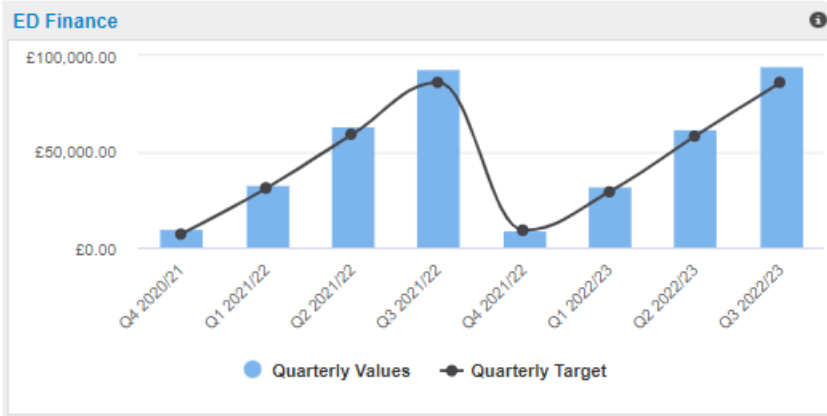 ED Finance
£100,000.00
£50,000.00
£0.00
Q4 2020/21
Q1 2021/22
Q2 2021/22
Q3 2021/22
Q4 2021/22
Q1 2022/23
Q2 2022/23
Q3 2022/23
Quarterly Values
Quarterly Target